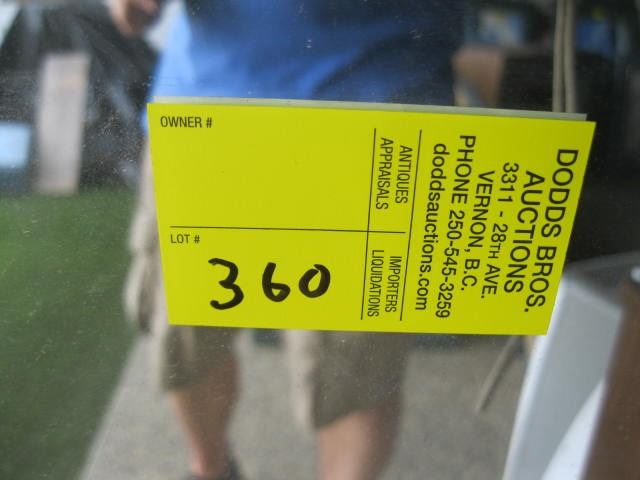 OWNER #
LOT #
360
ANTIQUES
APPRAISALS
IMPORTERS
LIQUIDATIONS
DODDS BROS.
AUCTIONS
3311 - 28TH AVE.
VERNON, B.C.
PHONE 250-545-3259
doddsauctions.com